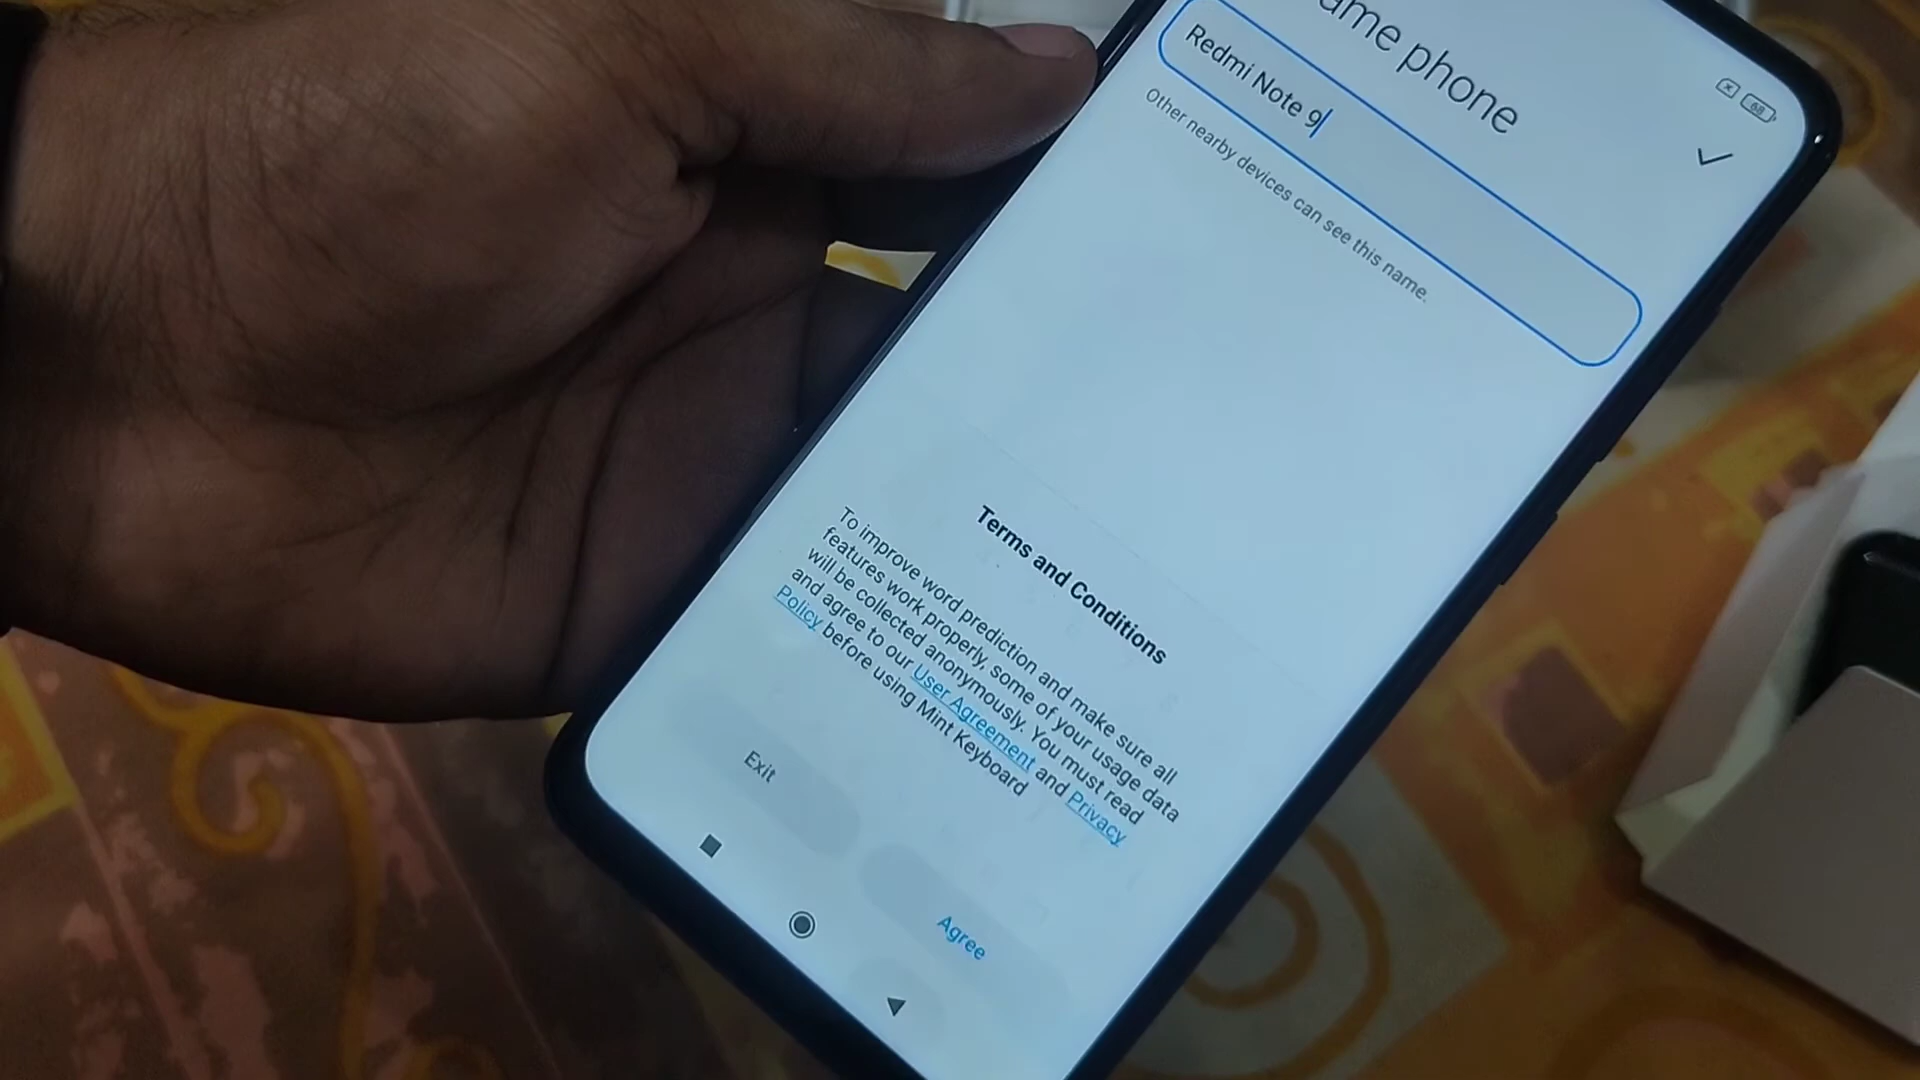 ame phone
68
Redmi Note 9
Other nearby devices can see this name.
Terms and Conditions
To improve word prediction and make sure all
features work properly, some of your usage data
will be collected anonymously. You must read
and agree to our User Agreement and Privacy
Policy before using Mint Keyboard
Exit
Agree